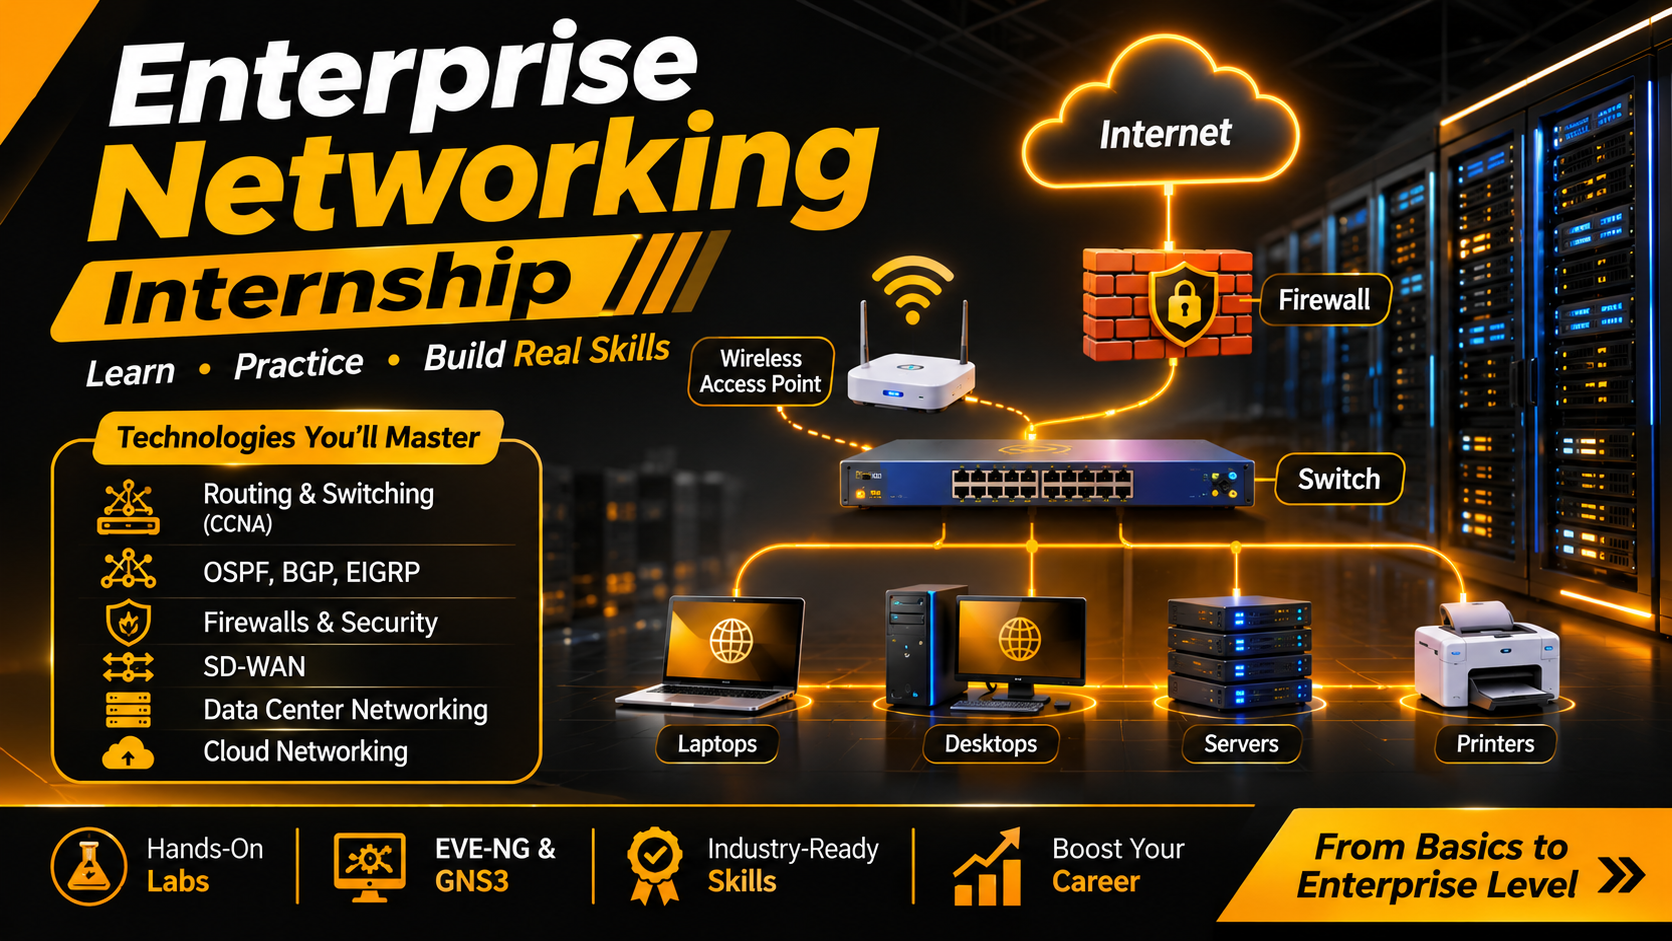 Enterprise
Networking
Internship
Learn • Practice • Build Real Skills
Technologies You'll Master
Routing & Switching
(CCNA)
OSPF, BGP, EIGRP
Firewalls & Security
SD-WAN
Data Center Networking
Cloud Networking
Internet
Firewall
Wireless
Access Point
Switch
Laptops
Desktops
Servers
Printers
Hands-On
Labs
EVE-NG &
GNS3
Industry-Ready
Skills
Boost Your
Career
From Basics to
Enterprise Level